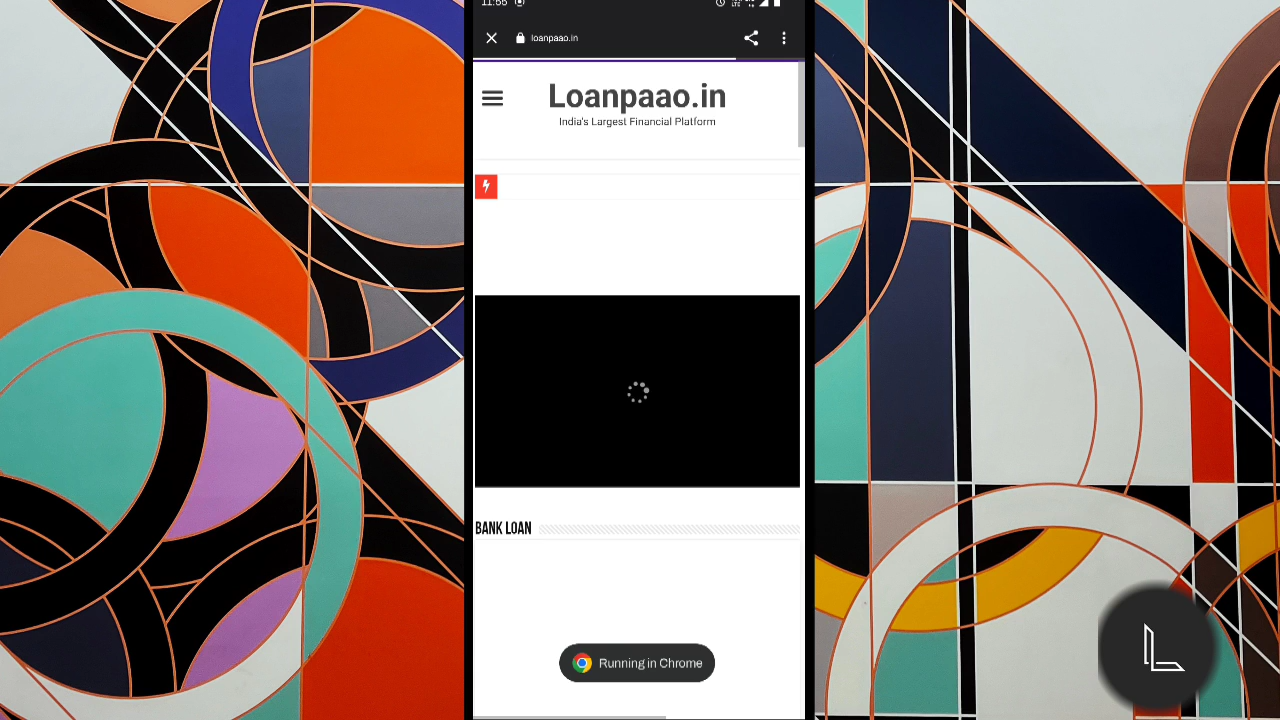 11:55
loanpaao.in
Loanpaao.in
India's Largest Financial Platform
BANK LOAN
Running in Chrome